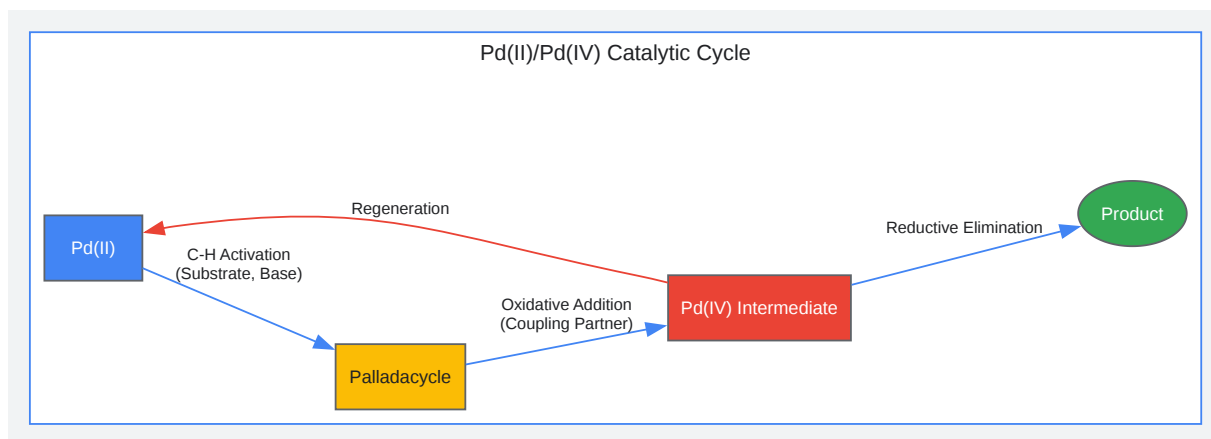 Pd(II)/Pd(IV) Catalytic Cycle
Regeneration
Reductive Elimination
Product
Pd(II)
C-H Activation
(Substrate, Base)
Oxidative Addition
(Coupling Partner)
Pd(IV) Intermediate
Palladacycle